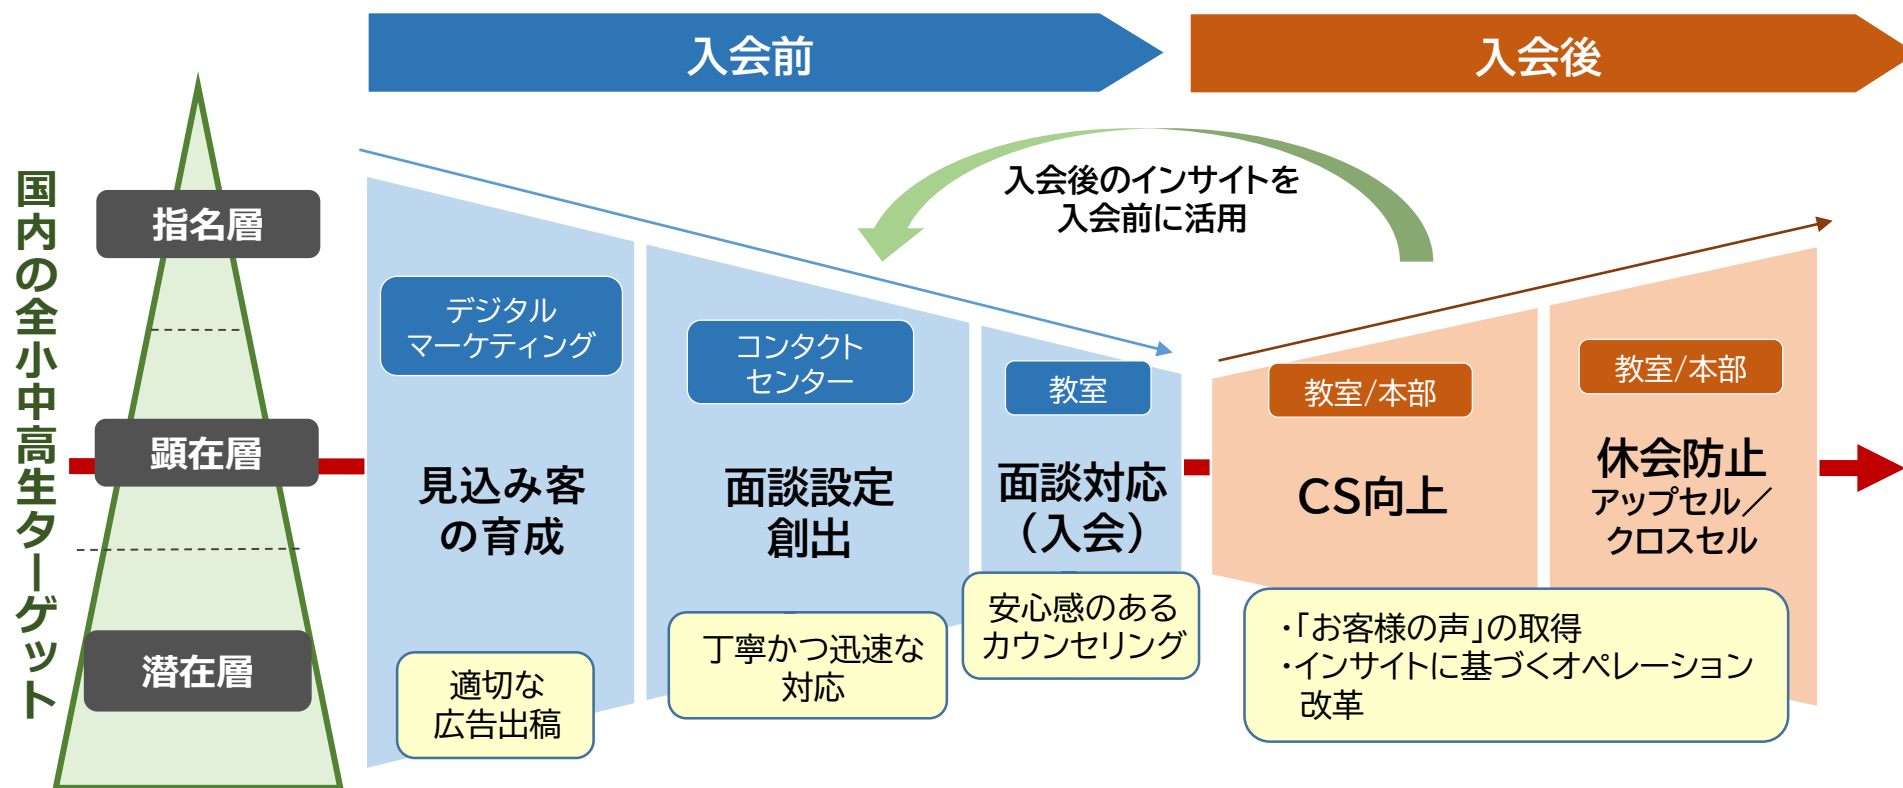 入会前
入会後
国内の全小中高生ターゲット
指名層
顕在層
潜在層
入会後のインサイトを
入会前に活用
デジタル
マーケティング
見込み客
の育成
適切な
広告出稿
コンタクト
センター
面談設定
創出
丁寧かつ迅速な
対応
教室
面談対応
（入会）
安心感のある
カウンセリング
教室/本部
CS向上
教室/本部
休会防止
アップセル／
クロスセル
・「お客様の声」の取得
・インサイトに基づくオペレーション
改革